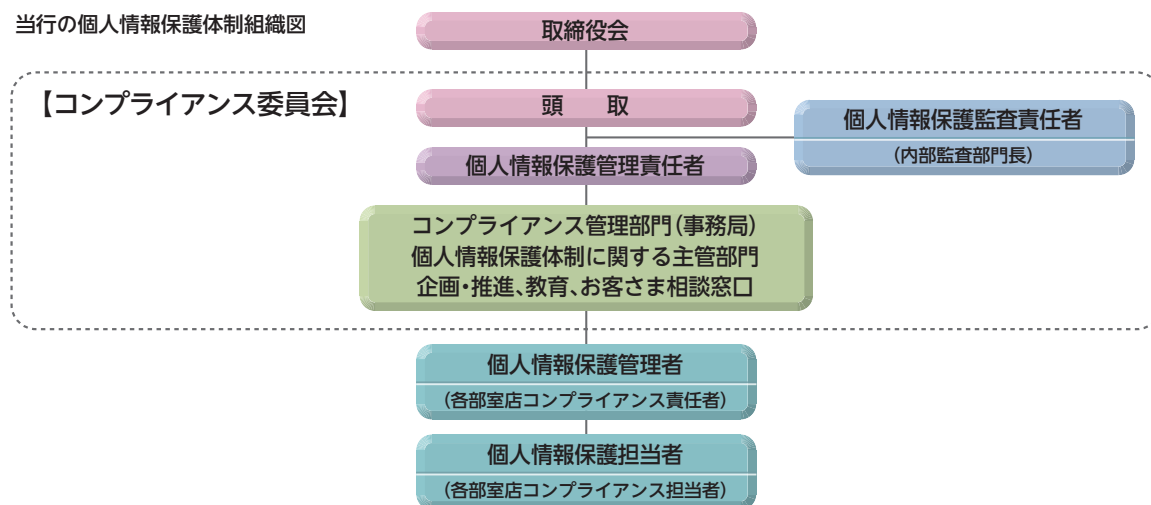 当行の個人情報保護体制組織図
取締役会
【コンプライアンス委員会】
頭　　取
個人情報保護監査責任者
(内部監査部門長)
個人情報保護管理責任者
コンプライアンス管理部門(事務局)
個人情報保護体制に関する主管部門
企画・推進、教育、お客さま相談窓口
個人情報保護管理者
(各部室店コンプライアンス責任者)
個人情報保護担当者
(各部室店コンプライアンス担当者)